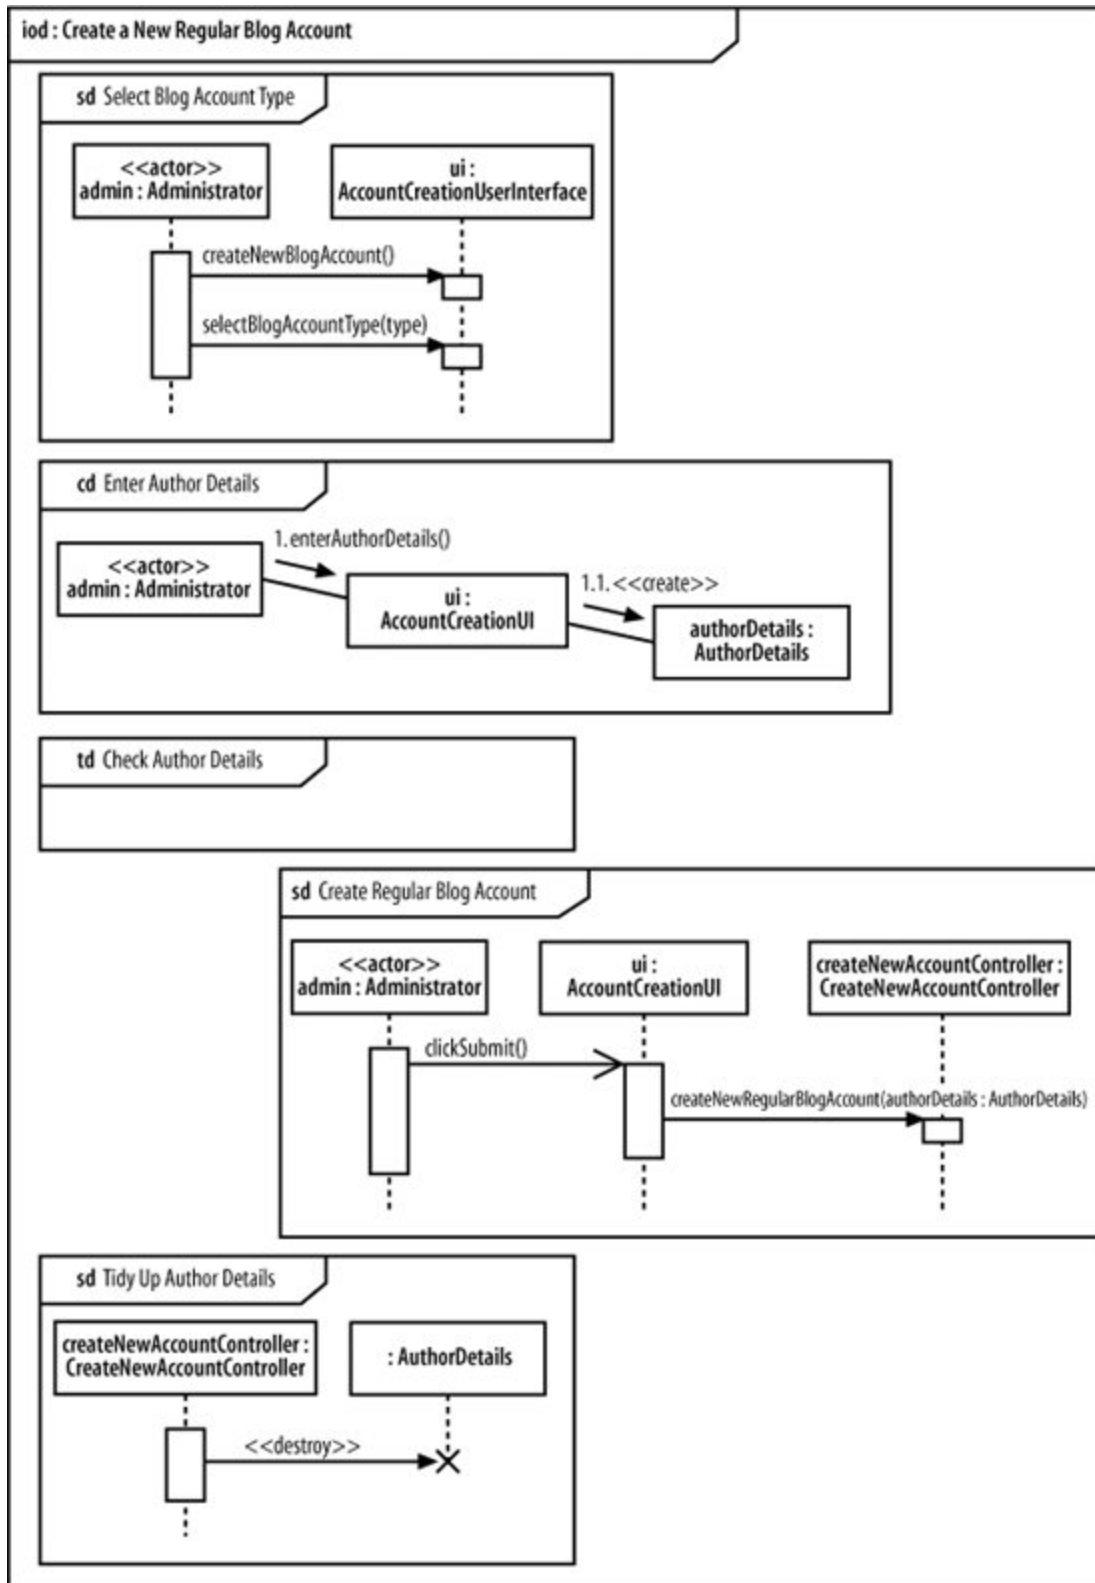 iod : Create a New Regular Blog Account
sd Select Blog Account Type
<<actor>>
admin : Administrator
ui :
AccountCreationUserInterface
createNewBlogAccount()
selectBlogAccountType(type)
cd Enter Author Details
1. enterAuthorDetails()
<<actor>>
admin : Administrator
ui :
AccountCreationUI
1.1. <<create>>
authorDetails :
AuthorDetails
td Check Author Details
sd Create Regular Blog Account
<<actor>>
admin : Administrator
ui :
AccountCreationUI
createNewAccountController :
CreateNewAccountController
clickSubmit()
createNewRegularBlogAccount(authorDetails : AuthorDetails)
sd Tidy Up Author Details
createNewAccountController :
CreateNewAccountController
: AuthorDetails
<<destroy>>